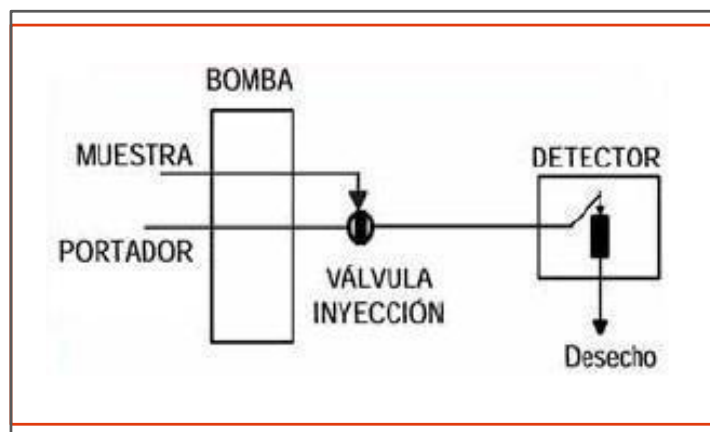 BOMBA
MUESTRA
PORTADOR
VÁLVULA
INYECCIÓN
DETECTOR
Desecho